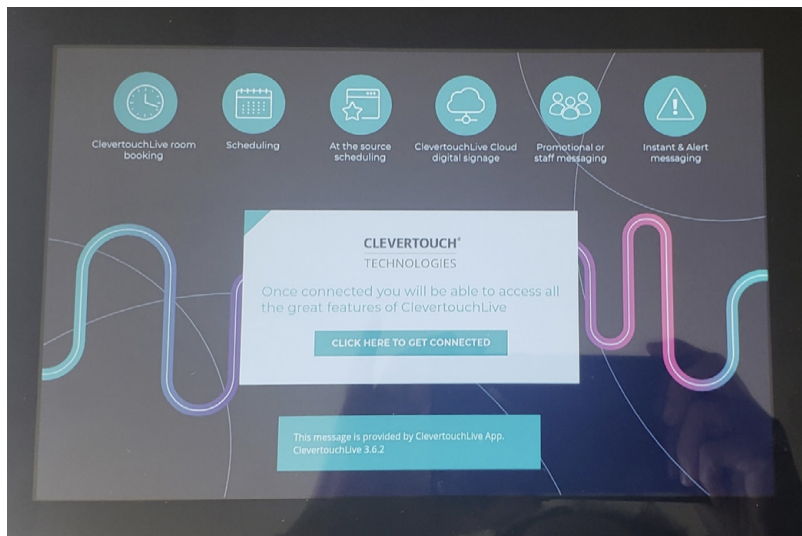 ClevertouchLive room
booking
Scheduling
At the source
scheduling
ClevertouchLive Cloud
digital signage
Promotional or
staff messaging
Instant & Alert
messaging
CLEVERTOUCH®
TECHNOLOGIES
Once connected you will be able to access all
the great features of ClevertouchLive
CLICK HERE TO GET CONNECTED
This message is provided by ClevertouchLive App.
ClevertouchLive 3.6.2